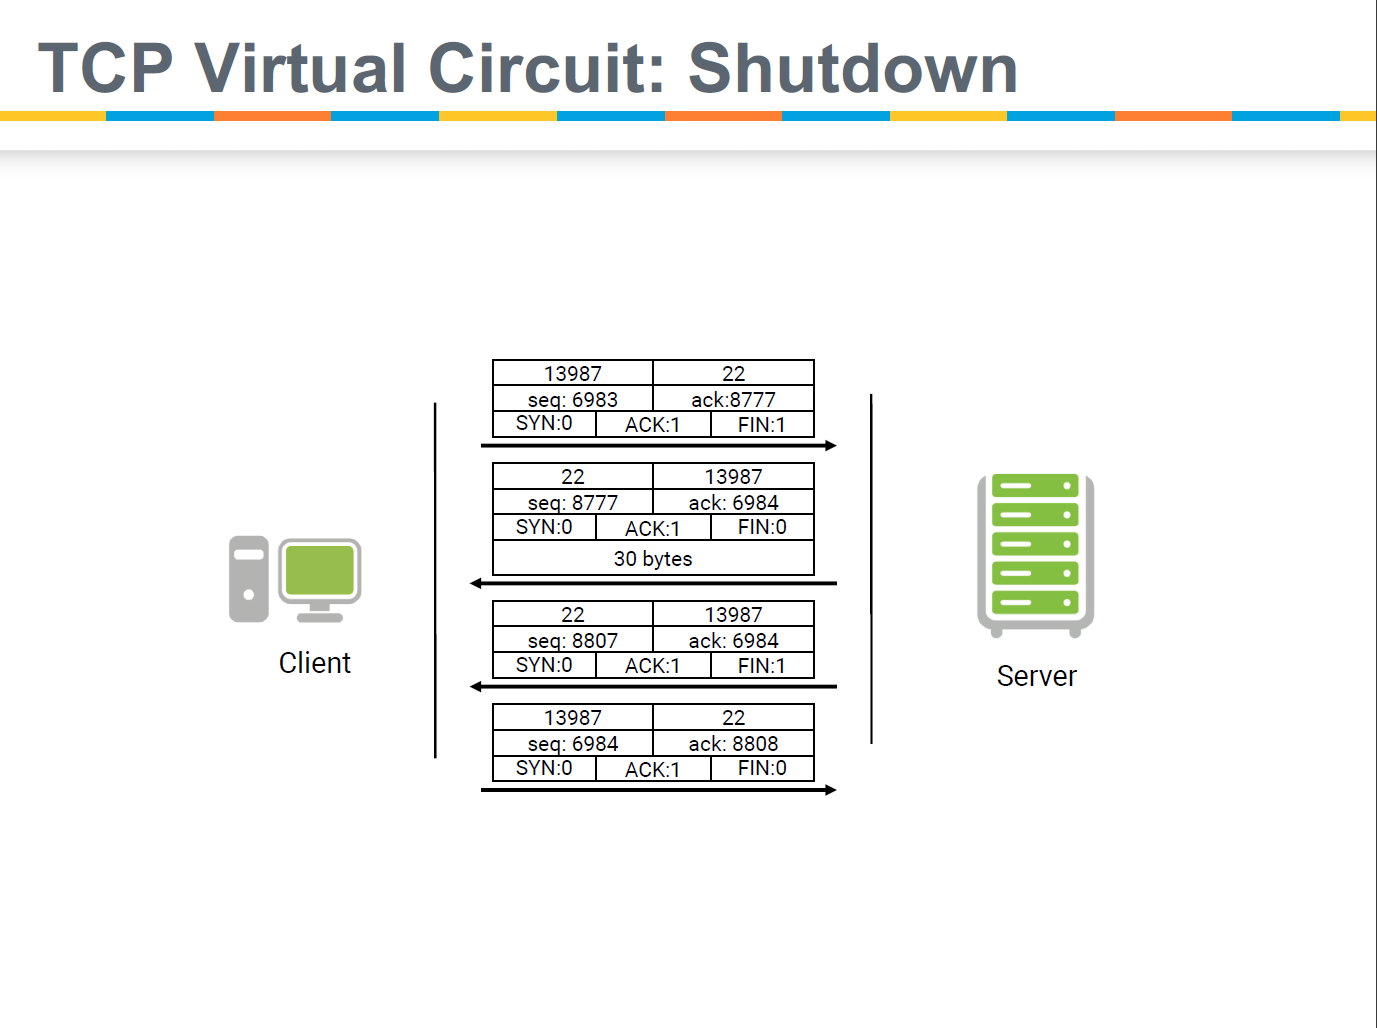 TCP Virtual Circuit: Shutdown
13987 22
seq: 6983 ack:8777
SYN:0 ACK:1 FIN:1
22 13987
seq: 8777 ack: 6984
SYN:0 ACK:1 FIN:0
30 bytes
22 13987
seq: 8807 ack: 6984
SYN:0 ACK:1 FIN:1
13987 22
seq: 6984 ack: 8808
SYN:0 ACK:1 FIN:0
Client
Server